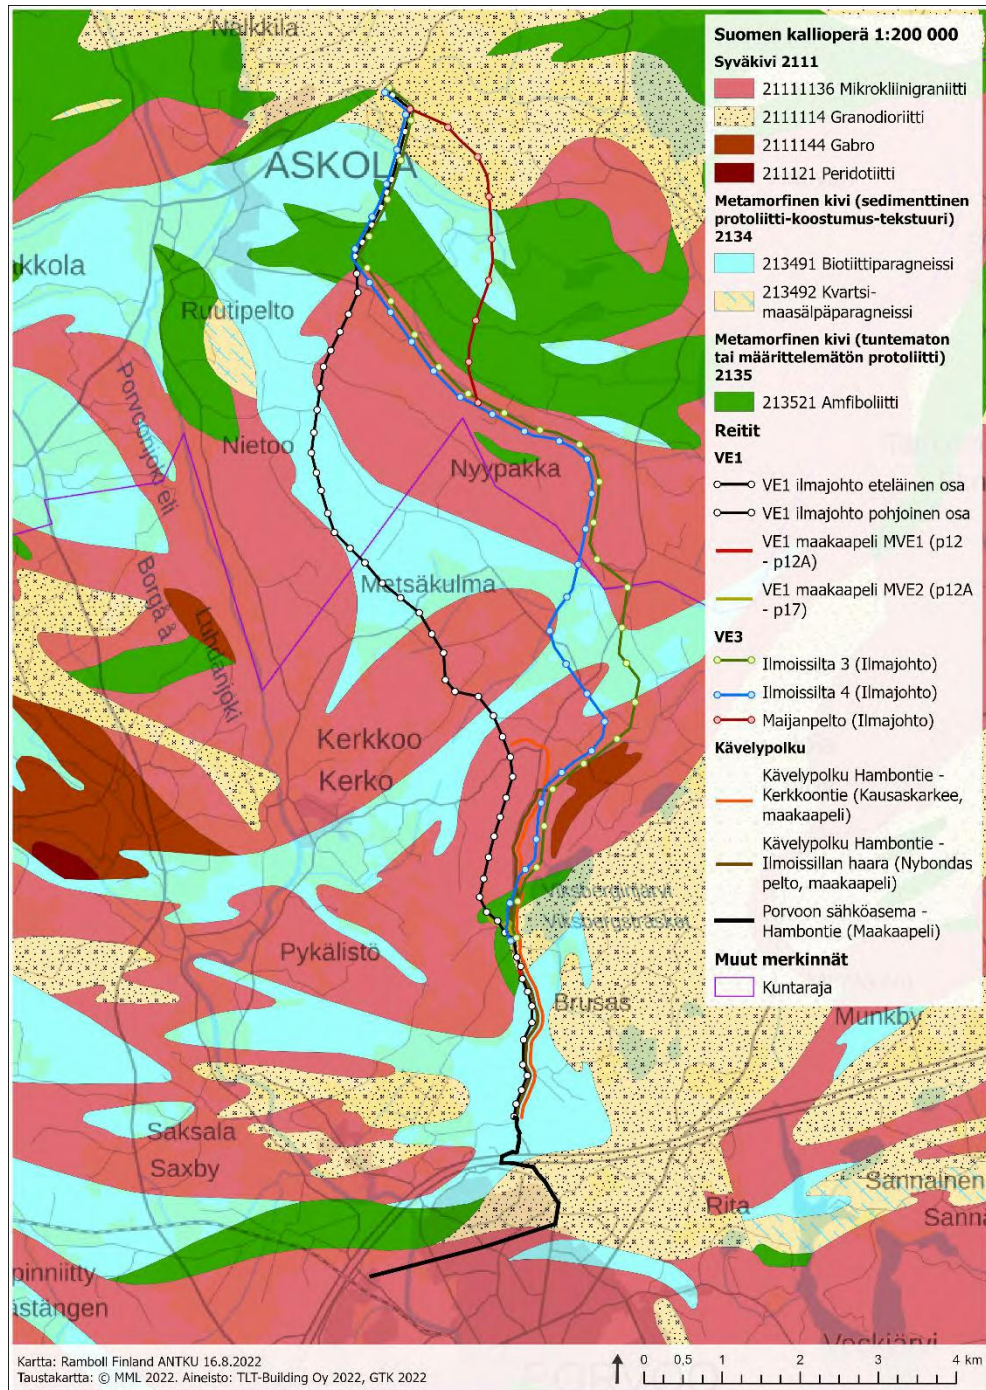 Nalkkila
ASKOLA
akkola
Ruutipelto
Porvoonjoki eli
Borgå å
Nietoo
Nyypakka
Metsäkulma
Luhdanjoki
Kerkkoo
Kerko
Pykälistö
Brusas
Munkby
Saksala
Saxby
Sannainen
Rita
Sanna
pinniitty
astängen
Suomen kallioperä 1:200 000
Syväkivi 2111
21111136 Mikrokliinigraniitti
2111114 Granodioriitti
2111144 Gabro
211121 Peridotiitti
Metamorfinen kivi (sedimenttinen
protoliitti-koostumus-tekstuuri)
2134
213491 Biotiittiparagneissi
213492 Kvartsi-
maasälpäparagneissi
Metamorfinen kivi (tuntematon
tai määrittelemätön protoliitti)
2135
213521 Amfiboliitti
Reitit
VE1
VE1 ilmajohto eteläinen osa
VE1 ilmajohto pohjoinen osa
VE1 maakaapeli MVE1 (p12
- p12A)
VE1 maakaapeli MVE2 (p12A
- p17)
VE3
Ilmoissilta 3 (Ilmajohto)
Ilmoissilta 4 (Ilmajohto)
Maijanpelto (Ilmajohto)
Kävelypolku
Kävelypolku Hambontie -
Kerkkoontie (Kausaskarkee,
maakaapeli)
Kävelypolku Hambontie -
Ilmoissillan haara (Nybondas
pelto, maakaapeli)
Porvoon sähköasema -
Hambontie (Maakaapeli)
Muut merkinnät
Kuntaraja
Kartta: Ramboll Finland ANTKU 16.8.2022
Taustakartta: © MML 2022. Aineisto: TLT-Building Oy 2022, GTK 2022
0 0,5 1 2 3 4 km